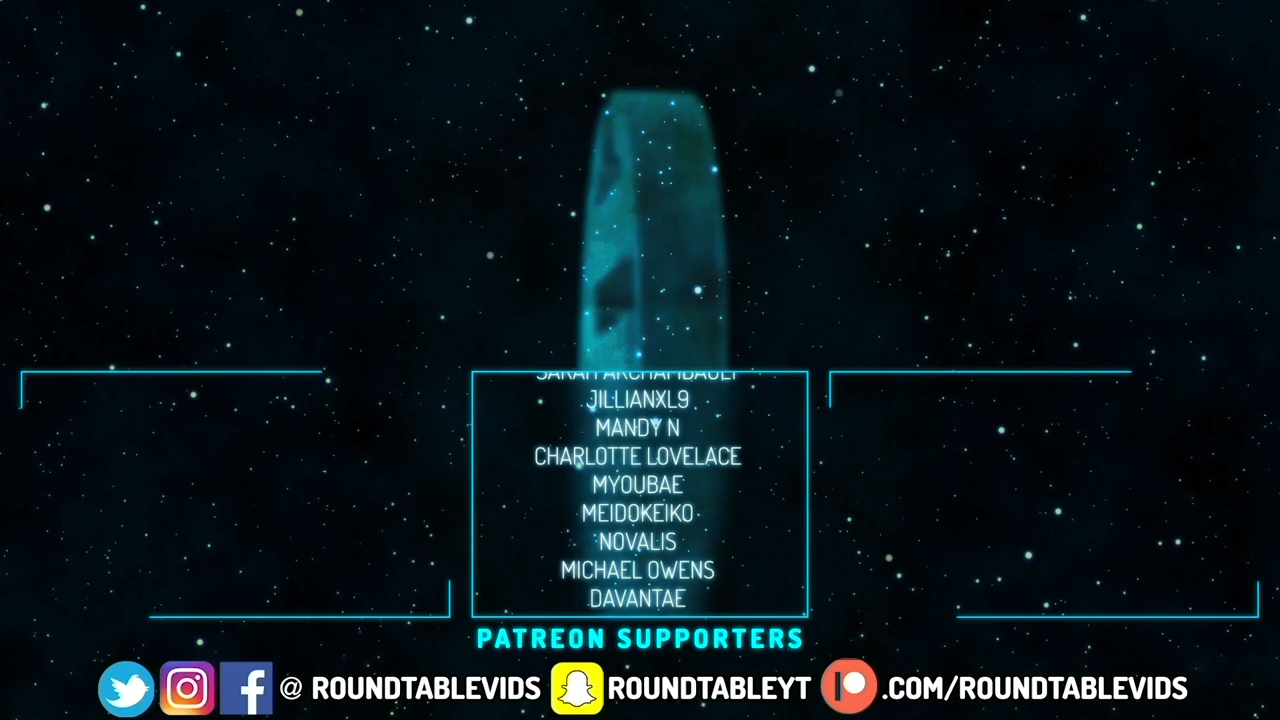 JILLIANXL9
MANDY N
CHARLOTTE LOVELACE
MYOUBAE
MEIDOKEIKO
NOVALIS
MICHAEL OWENS
DAVANTAE
PATREON SUPPORTERS
@ ROUNDTABLEVIDS ROUNDTABLEYT .COM/ROUNDTABLEVIDS